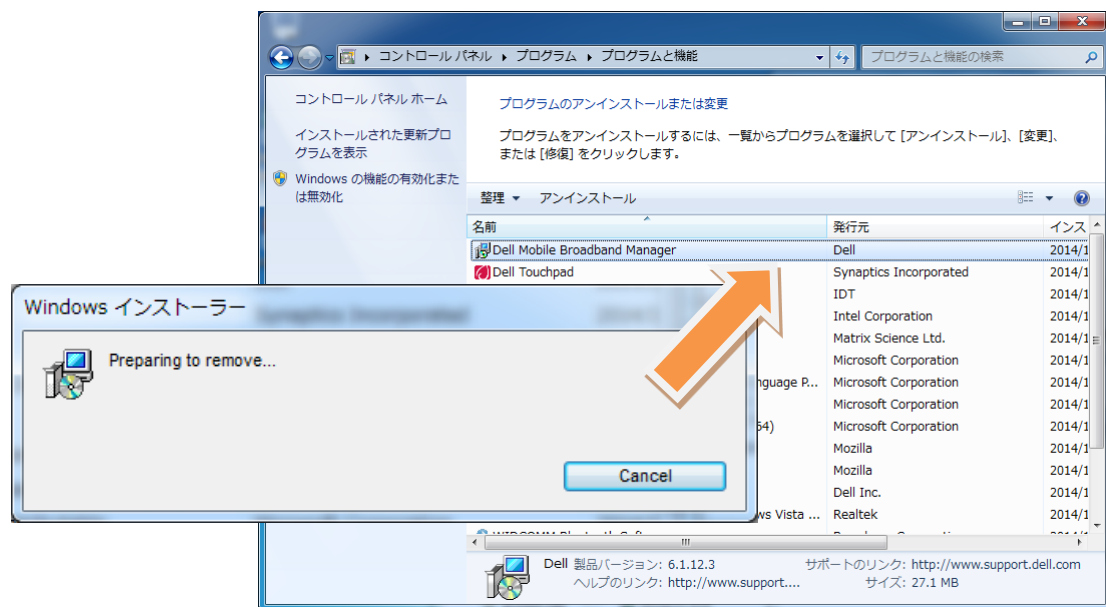 コントロール パネル ▸ プログラム ▸ プログラムと機能
プログラムと機能の検索
コントロール パネル ホーム
インストールされた更新プロ
グラムを表示
Windows の機能の有効化また
は無効化
プログラムのアンインストールまたは変更
プログラムをアンインストールするには、一覧からプログラムを選択して [アンインストール]、[変更]、
または [修復] をクリックします。
整理 ▼ アンインストール
名前 発行元 インス
Dell Mobile Broadband Manager Dell 2014/1
Dell Touchpad Synaptics Incorporated 2014/1
IDT 2014/1
Intel Corporation 2014/1
Matrix Science Ltd. 2014/1
Microsoft Corporation 2014/1
nguage P... Microsoft Corporation 2014/1
Microsoft Corporation 2014/1
64) Microsoft Corporation 2014/1
Mozilla 2014/1
Mozilla 2014/1
Dell Inc. 2014/1
ws Vista ... Realtek 2014/1
Windows インストーラー
Preparing to remove...
Cancel
Dell 製品バージョン: 6.1.12.3 サポートのリンク: http://www.support.dell.com
ヘルプのリンク: http://www.support.... サイズ: 27.1 MB